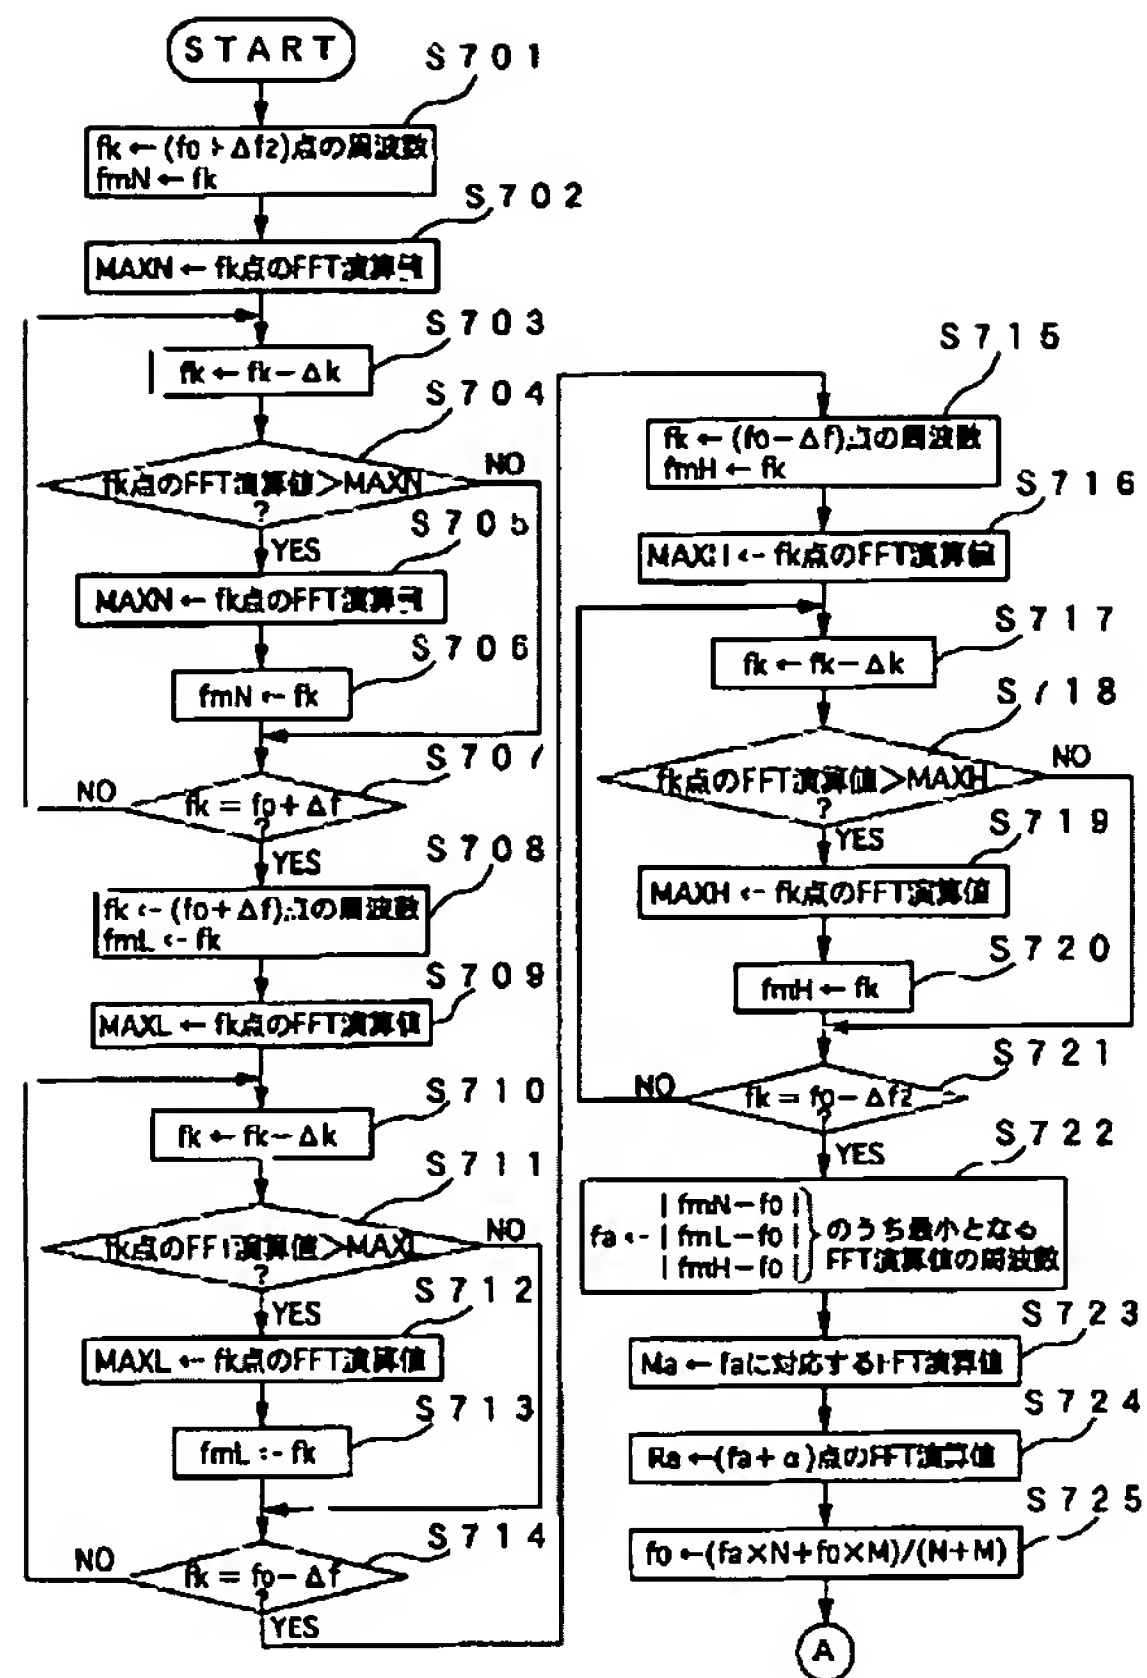 START
S701
fk ← (f0+Δf2)点の周波数
fmN ← fk
S702
MAXN ← fk点のFFT演算値
S703
fk ← fk-Δk
S704
fk点のFFT演算値>MAXN
?
NO
YES
S705
MAXN ← fk点のFFT演算値
S706
fmN ← fk
S707
fk = f0+Δf
?
NO
YES
S708
fk ← (f0+Δf)点の周波数
fmL ← fk
S709
MAXL ← fk点のFFT演算値
S710
fk ← fk-Δk
S711
fk点のFFT演算値>MAXL
?
NO
YES
S712
MAXL ← fk点のFFT演算値
S713
fmL ← fk
S714
fk = f0-Δf
?
NO
YES
S715
fk ← (f0-Δf)点の周波数
fmH ← fk
S716
MAXH ← fk点のFFT演算値
S717
fk ← fk-Δk
S718
fk点のFFT演算値>MAXH
?
NO
YES
S719
MAXH ← fk点のFFT演算値
S720
fmH ← fk
S721
fk = f0-Δf2
?
NO
YES
S722
|fmN-f0|
fa ← |fmL-f0| のうち最小となる
|fmH-f0| FFT演算値の周波数
S723
Ma ← faに対応するFFT演算値
S724
Ra ← (fa+α)点のFFT演算値
S725
f0 ← (fa×N+f0×M)/(N+M)
A